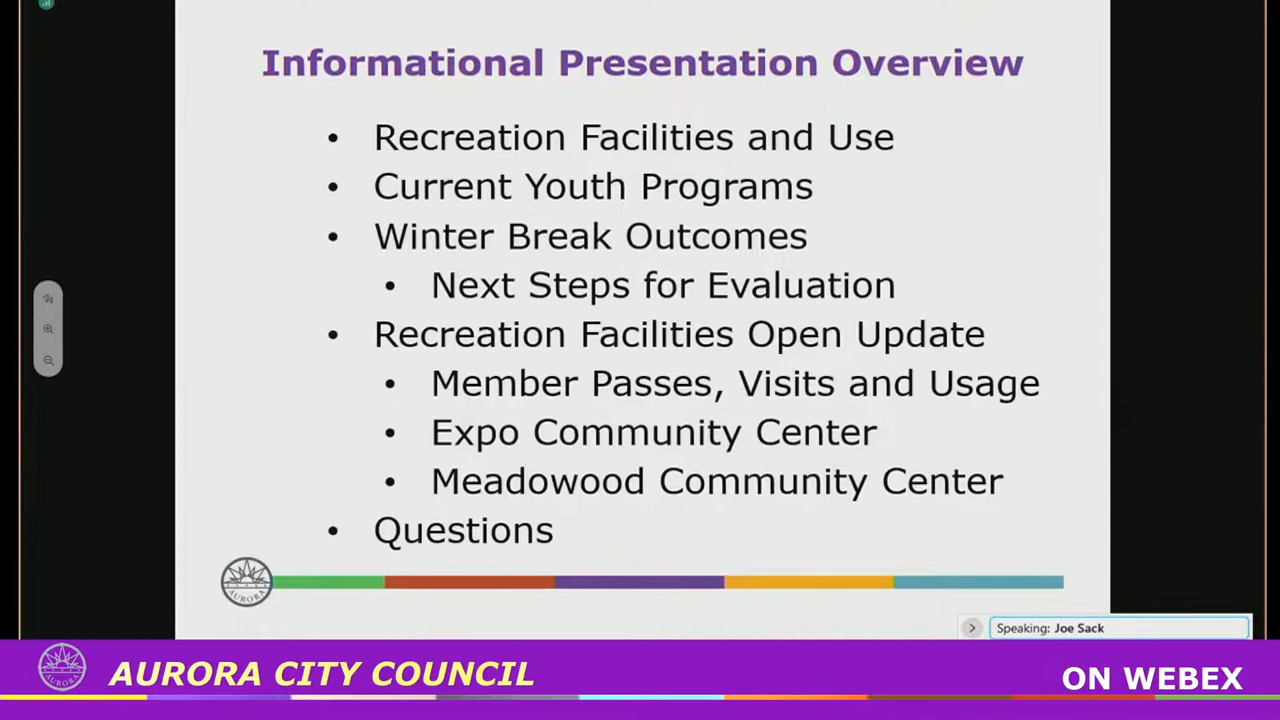 Informational Presentation Overview
• Recreation Facilities and Use
• Current Youth Programs
• Winter Break Outcomes
• Next Steps for Evaluation
• Recreation Facilities Open Update
• Member Passes, Visits and Usage
• Expo Community Center
• Meadowood Community Center
• Questions
AURORA
Speaking: Joe Sack
AURORA CITY COUNCIL
ON WEBEX